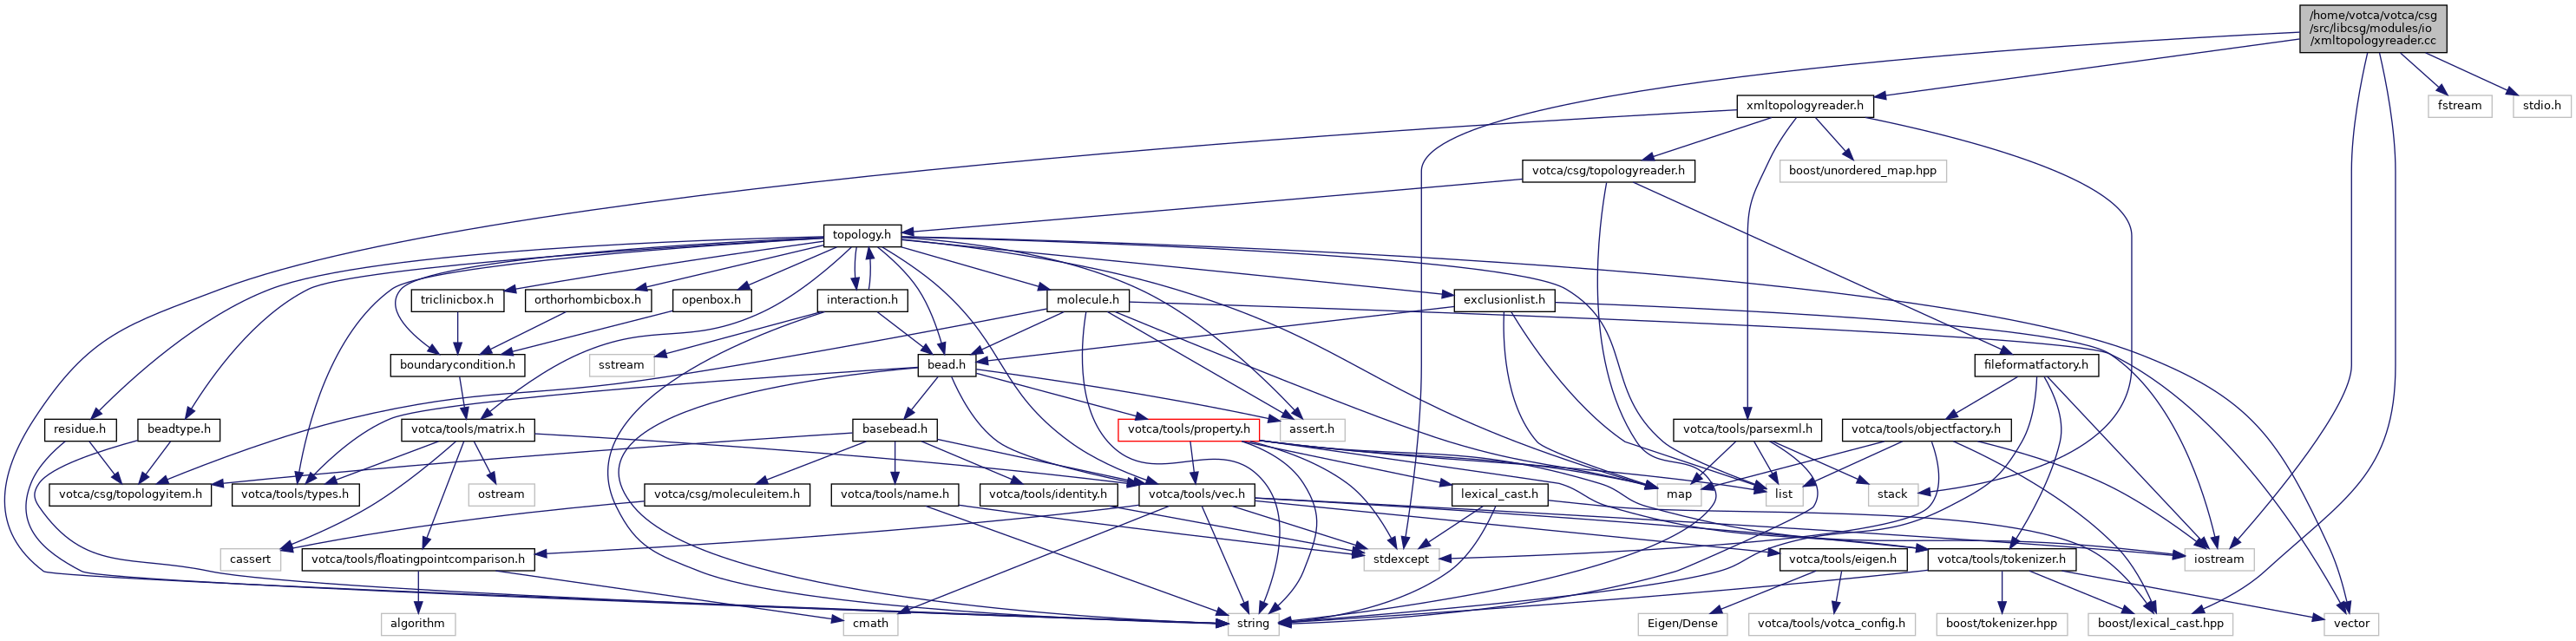 /home/votca/votca/csg
/src/libcsg/modules/io
/xmltopologyreader.cc
xmltopologyreader.h
fstream
stdio.h
votca/csg/topologyreader.h
boost/unordered_map.hpp
topology.h
triclinicbox.h
orthorhombicbox.h
openbox.h
interaction.h
molecule.h
exclusionlist.h
boundarycondition.h
sstream
bead.h
fileformatfactory.h
residue.h
beadtype.h
votca/tools/matrix.h
basebead.h
votca/tools/property.h
assert.h
votca/tools/parsexml.h
votca/tools/objectfactory.h
votca/csg/topologyitem.h
votca/tools/types.h
ostream
votca/csg/moleculeitem.h
votca/tools/name.h
votca/tools/identity.h
votca/tools/vec.h
lexical_cast.h
map
list
stack
cassert
votca/tools/floatingpointcomparison.h
stdexcept
votca/tools/eigen.h
votca/tools/tokenizer.h
iostream
algorithm
cmath
string
Eigen/Dense
votca/tools/votca_config.h
boost/tokenizer.hpp
boost/lexical_cast.hpp
vector